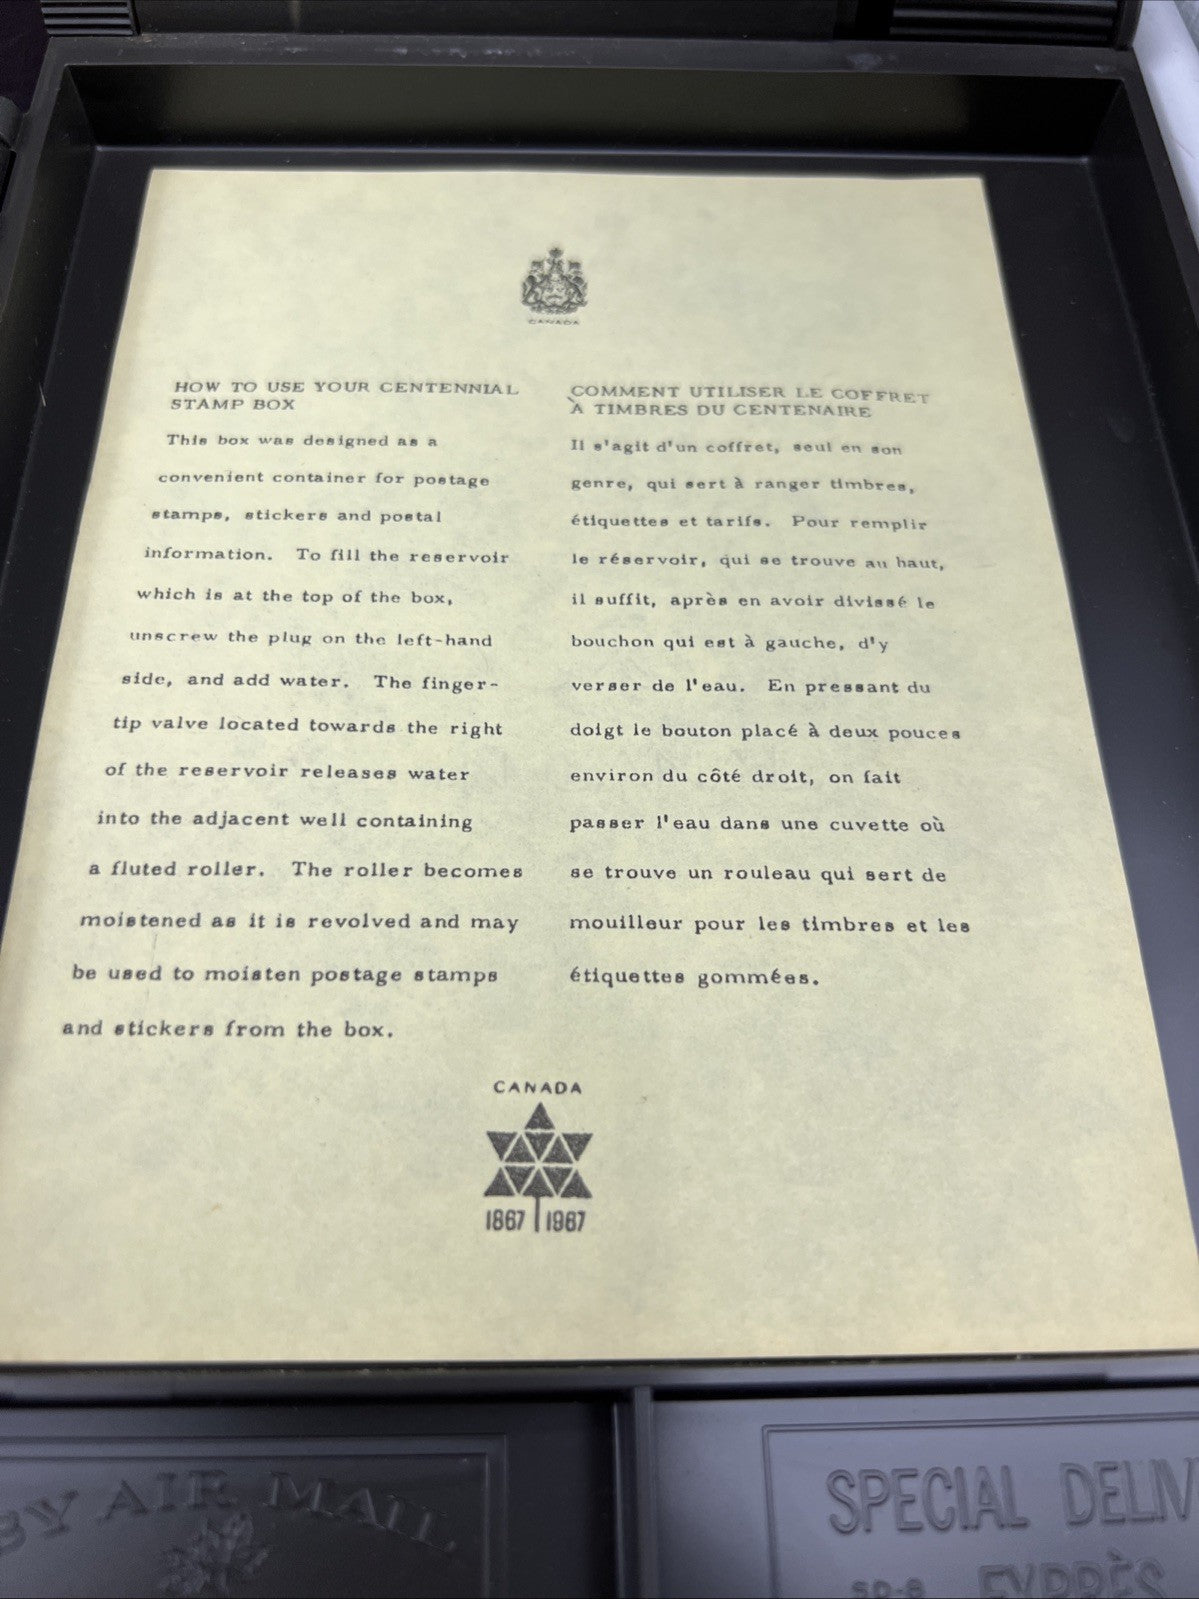 CANADA
HOW TO USE YOUR CENTENNIAL
STAMP BOX
This box was designed as a
convenient container for postage
stamps, stickers and postal
information. To fill the reservoir
which is at the top of the box,
unscrew the plug on the left-hand
side, and add water. The finger-
tip valve located towards the right
of the reservoir releases water
into the adjacent well containing
a fluted roller. The roller becomes
moistened as it is revolved and may
be used to moisten postage stamps
and stickers from the box.
COMMENT UTILISER LE COFFRET
À TIMBRES DU CENTENAIRE
Il s'agit d'un coffret, seul en son
genre, qui sert à ranger timbres,
étiquettes et tarifs. Pour remplir
le réservoir, qui se trouve au haut,
il suffit, après en avoir divissé le
bouchon qui est à gauche, d'y
verser de l'eau. En pressant du
doigt le bouton placé à deux pouces
environ du côté droit, on fait
passer l'eau dans une cuvette où
se trouve un rouleau qui sert de
mouilleur pour les timbres et les
étiquettes gommées.
CANADA
1867 1967
BY AIR MAIL
SPECIAL DELIV
SD-8 EXPRÈS